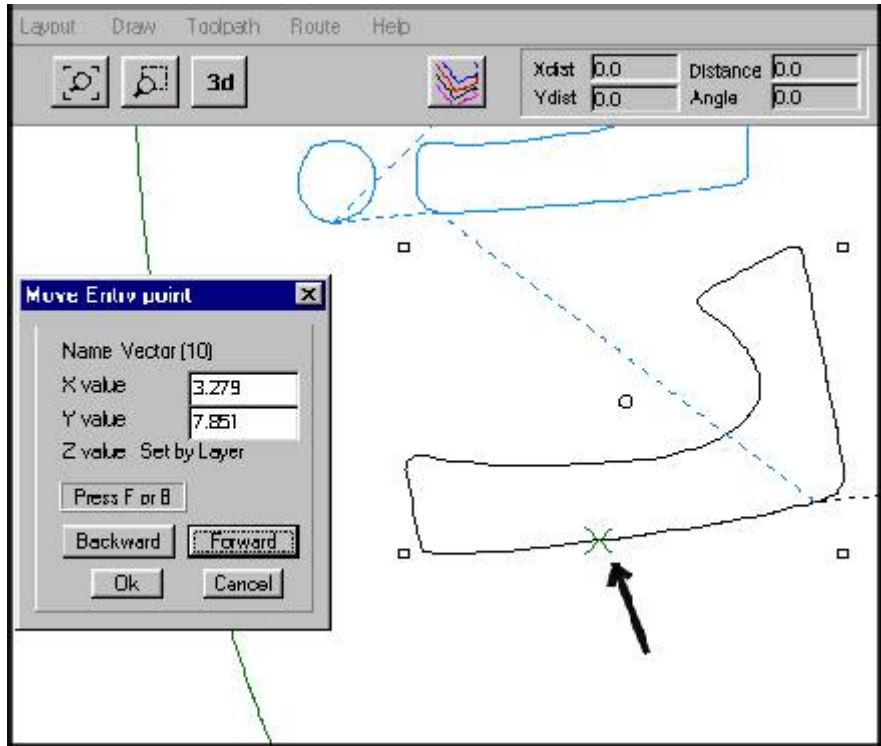 Layout Draw Toolpath Route Help
3d
Xdist 0.0 Distance 0.0
Ydist 0.0 Angle 0.0
Move Entry point
Name Vector (10)
X value 3.279
Y value 7.851
Z value Set by Layer
Press F or B
Backward Forward
Ok Cancel